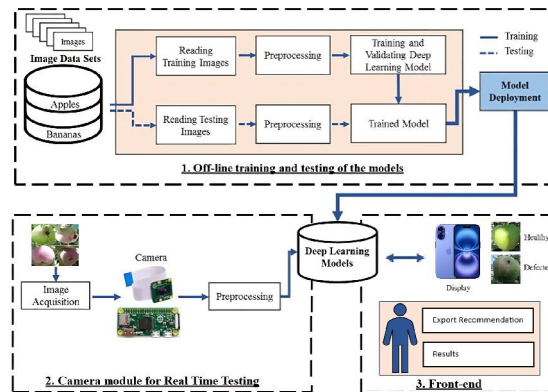 Images
Image Data Sets
Apples
Bananas
Reading
Training Images
Preprocessing
Training and
Validating Deep
Learning Model
Training
Testing
Reading Testing
Images
Preprocessing
Trained Model
Model
Deployment
1. Off-line training and testing of the models
Image
Acquisition
Camera
Preprocessing
Deep Learning
Models
Display
Healthy
Defecte
Export Recommendation
Results
2. Camera module for Real Time Testing
3. Front-end